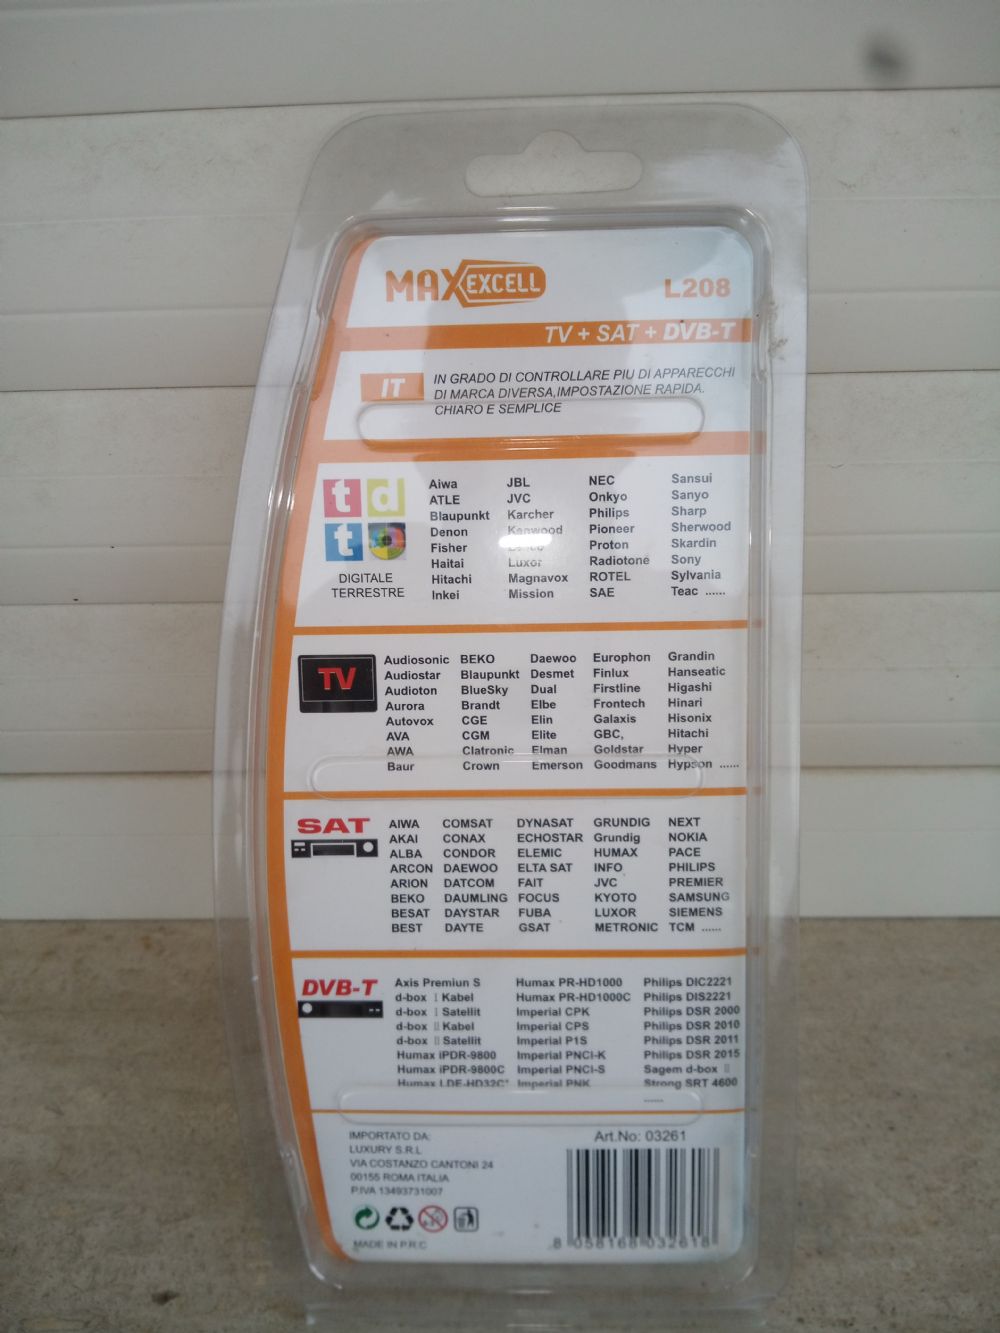 MAXEXCELL
L208
TV + SAT + DVB-T
IT
IN GRADO DI CONTROLLARE PIU DI APPARECCHI
DI MARCA DIVERSA,IMPOSTAZIONE RAPIDA.
CHIARO E SEMPLICE
td
t
DIGITALE
TERRESTRE
Aiwa JBL NEC Sansui
ATLE JVC Onkyo Sanyo
Blaupunkt Karcher Philips Sharp
Denon Kenwood Pioneer Sherwood
Fisher Proton Skardin
Haitai Luxor Radiotone Sony
Hitachi Magnavox ROTEL Sylvania
Inkei Mission SAE Teac ......
TV
Audiosonic BEKO Daewoo Europhon Grandin
Audiostar Blaupunkt Desmet Finlux Hanseatic
Audioton BlueSky Dual Firstline Higashi
Aurora Brandt Elbe Frontech Hinari
Autovox CGE Elin Galaxis Hisonix
AVA CGM Elite GBC, Hitachi
AWA Clatronic Elman Goldstar Hyper
Baur Crown Emerson Goodmans Hypson ......
SAT
AIWA COMSAT DYNASAT GRUNDIG NEXT
AKAI CONAX ECHOSTAR Grundig NOKIA
ALBA CONDOR ELEMIC HUMAX PACE
ARCON DAEWOO ELTA SAT INFO PHILIPS
ARION DATCOM FAIT JVC PREMIER
BEKO DAUMLING FOCUS KYOTO SAMSUNG
BESAT DAYSTAR FUBA LUXOR SIEMENS
BEST DAYTE GSAT METRONIC TCM ......
DVB-T
Axis Premiun S Humax PR-HD1000 Philips DIC2221
d-box Ⅰ Kabel Humax PR-HD1000C Philips DIS2221
d-box Ⅰ Satellit Imperial CPK Philips DSR 2000
d-box Ⅱ Kabel Imperial CPS Philips DSR 2010
d-box Ⅱ Satellit Imperial P1S Philips DSR 2011
Humax iPDR-9800 Imperial PNCI-K Philips DSR 2015
Humax iPDR-9800C Imperial PNCI-S Sagem d-box Ⅱ
Humax LDE-HD32C* Imperial PNK Strong SRT 4600
......
IMPORTATO DA:
LUXURY S.R.L
VIA COSTANZO CANTONI 24
00155 ROMA ITALIA
P.IVA 13493731007
MADE IN P.R.C
Art.No: 03261
8 058168 032618